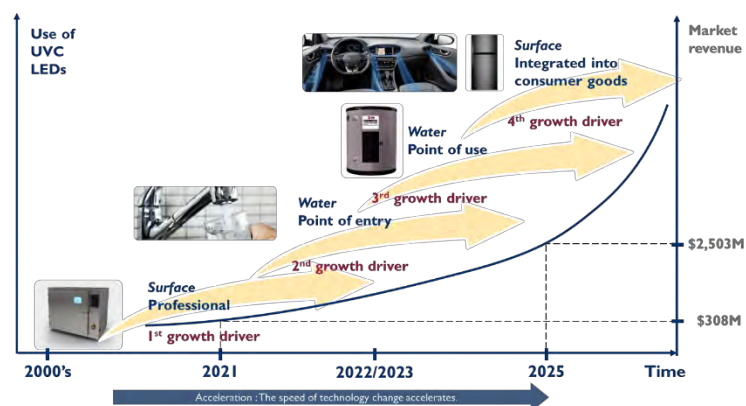 Use of
UVC
LEDs
Market
revenue
Surface
Integrated into
consumer goods
4th growth driver
Water
Point of use
3rd growth driver
Water
Point of entry
2nd growth driver
Surface
Professional
1st growth driver
$2,503M
$308M
2000's
2021
2022/2023
2025
Time
Acceleration : The speed of technology change accelerates.